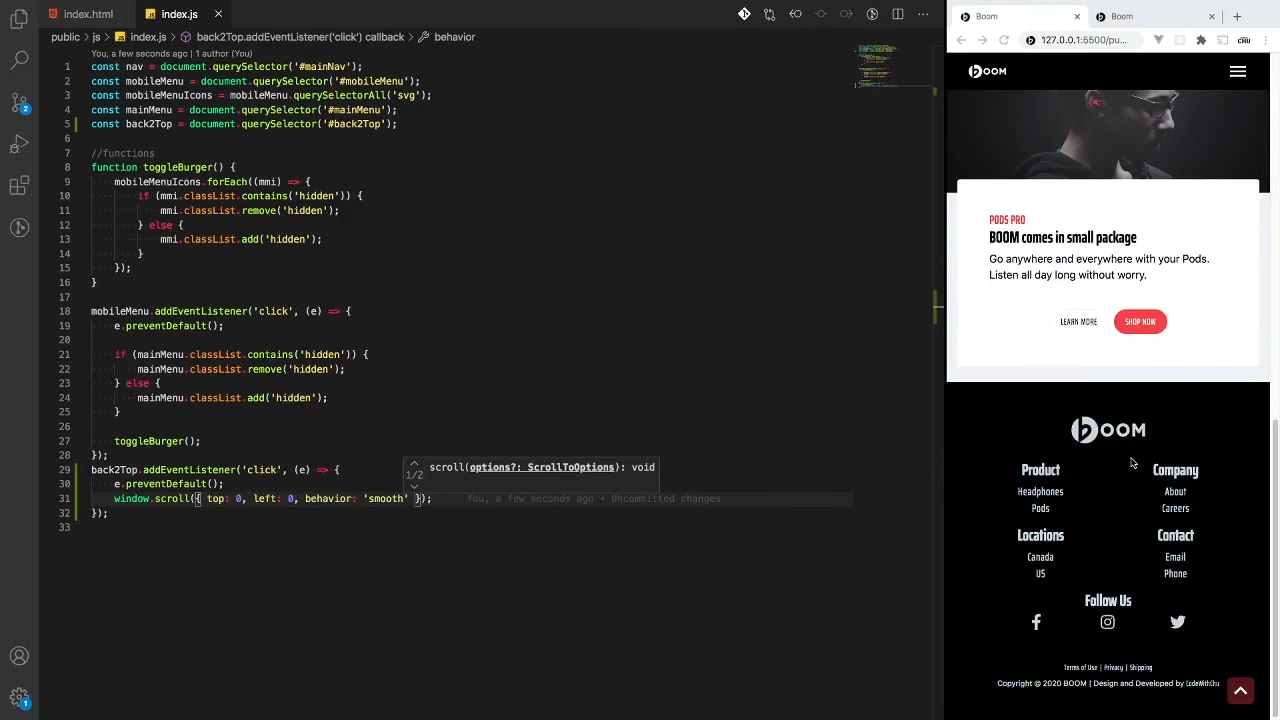 index.html
index.js
public > js > index.js > back2Top.addEventListener('click') callback > behavior
You, a few seconds ago | 1 author (You)
1 const nav = document.querySelector('#mainNav');
2 const mobileMenu = document.querySelector('#mobileMenu');
3 const mobileMenuIcons = mobileMenu.querySelectorAll('svg');
4 const mainMenu = document.querySelector('#mainMenu');
5 const back2Top = document.querySelector('#back2Top');
6
7 //functions
8 function toggleBurger() {
9 mobileMenuIcons.forEach((mmi) => {
10 if (mmi.classList.contains('hidden')) {
11 mmi.classList.remove('hidden');
12 } else {
13 mmi.classList.add('hidden');
14 }
15 });
16 }
17
18 mobileMenu.addEventListener('click', (e) => {
19 e.preventDefault();
20
21 if (mainMenu.classList.contains('hidden')) {
22 mainMenu.classList.remove('hidden');
23 } else {
24 mainMenu.classList.add('hidden');
25 }
26
27 toggleBurger();
28 });
29 back2Top.addEventListener('click', (e) => {
30 e.preventDefault();
31 window.scroll({ top: 0, left: 0, behavior: 'smooth' }); You, a few seconds ago • Uncommitted changes
32 });
33
1/2 scroll(options?: ScrollToOptions): void
2
1
Boom
Boom
127.0.0.1:5500/pu...
CHU
BOOM
PODS PRO
BOOM comes in small package
Go anywhere and everywhere with your Pods.
Listen all day long without worry.
LEARN MORE SHOP NOW
BOOM
Product Company
Headphones About
Pods Careers
Locations Contact
Canada Email
US Phone
Follow Us
Terms of Use | Privacy | Shipping
Copyright @ 2020 BOOM | Design and Developed by CodeWithChu